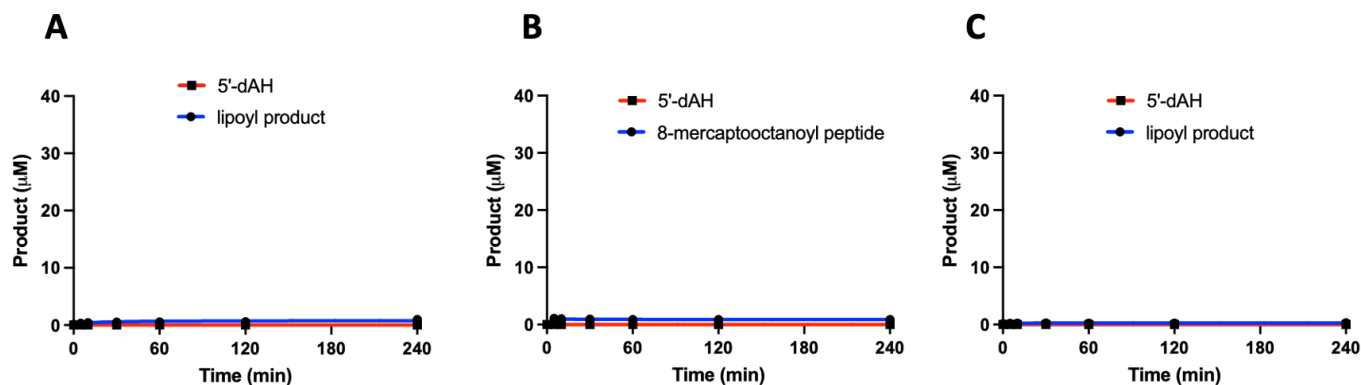 A
5'-dAH
lipoyl product
Product (μM)
40
30
20
10
0
0 60 120 180 240
Time (min)
B
5'-dAH
8-mercaptooctanoyl peptide
Product (μM)
40
30
20
10
0
0 60 120 180 240
Time (min)
C
5'-dAH
lipoyl product
Product (μM)
40
30
20
10
0
0 60 120 180 240
Time (min)